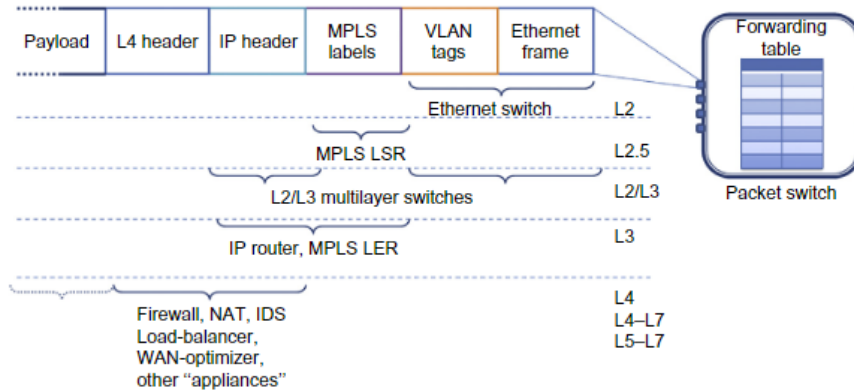 Payload
L4 header
IP header
MPLS
labels
VLAN
tags
Ethernet
frame
Forwarding
table
Packet switch
Ethernet switch
L2
MPLS LSR
L2.5
L2/L3 multilayer switches
L2/L3
IP router, MPLS LER
L3
Firewall, NAT, IDS
Load-balancer,
WAN-optimizer,
other “appliances”
L4
L4–L7
L5–L7